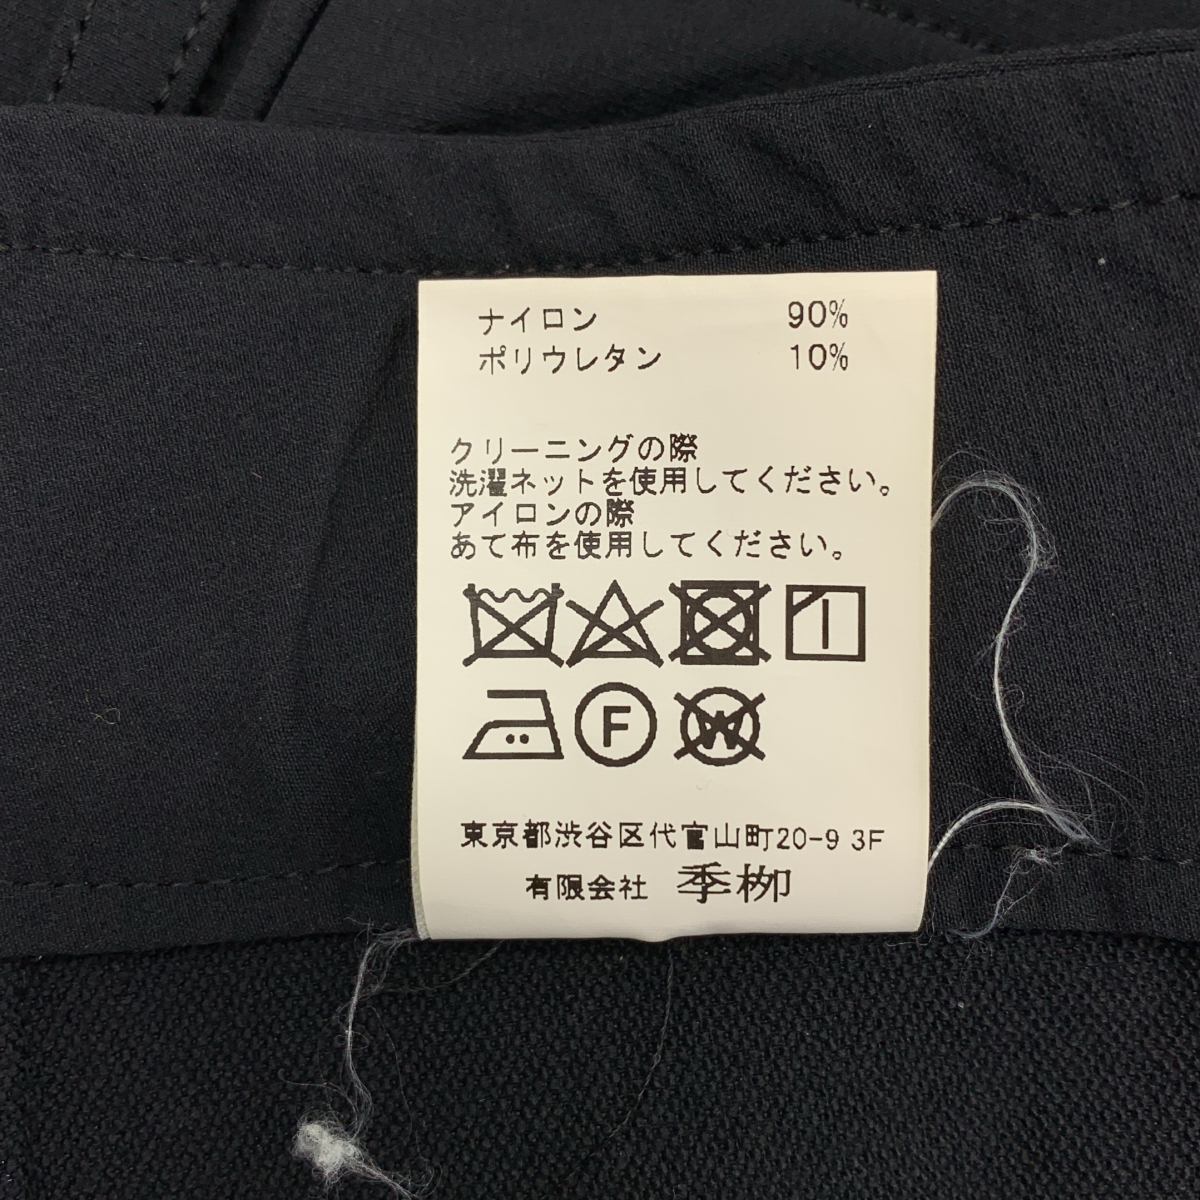 ナイロン 90%
ポリウレタン 10%
クリーニングの際
洗濯ネットを使用してください。
アイロンの際
あて布を使用してください。
F W
東京都渋谷区代官山町20-9 3F
有限会社 季栁